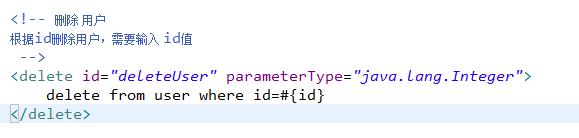 <!-- 删除 用户
根据id删除用户，需要输入 id值
 -->
<delete id="deleteUser" parameterType="java.lang.Integer">
    delete from user where id=#{id}
</delete>